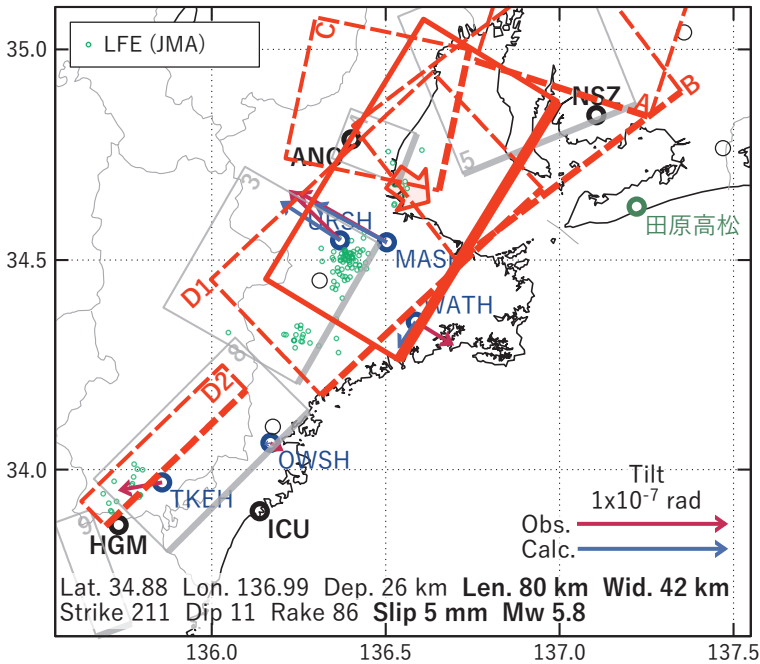 35.0
34.5
34.0
136.0
136.5
137.0
137.5
LFE (JMA)
C
A
B
NSZ
ANO
4
5
3
田原高松
URSH
MASH
D1
WATH
8
D2
OWSH
TKEH
9
HGM
ICU
Tilt
1x10⁻⁷ rad
Obs.
Calc.
Lat. 34.88 Lon. 136.99 Dep. 26 km Len. 80 km Wid. 42 km
Strike 211 Dip 11 Rake 86 Slip 5 mm Mw 5.8